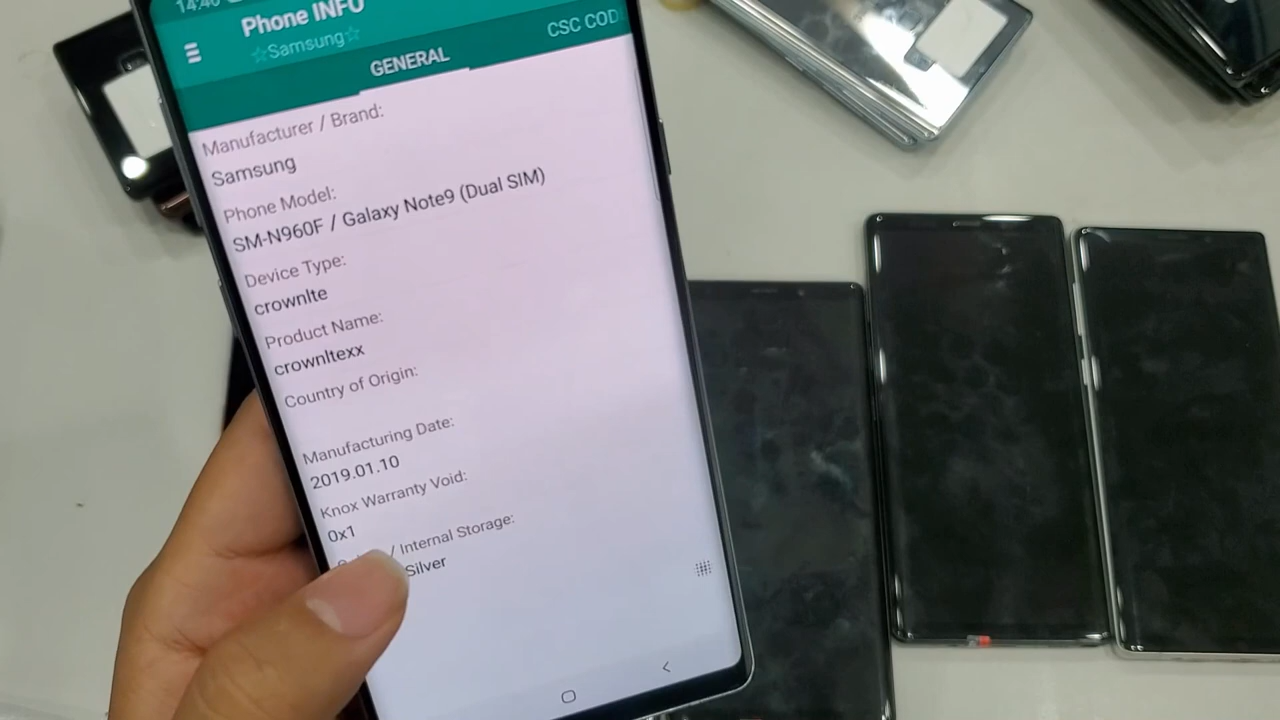 14:40
Phone INFO
☆Samsung☆
GENERAL
CSC COD
Manufacturer / Brand:
Samsung
Phone Model:
SM-N960F / Galaxy Note9 (Dual SIM)
Device Type:
crownlte
Product Name:
crownltexx
Country of Origin:
Manufacturing Date:
2019.01.10
Knox Warranty Void:
0x1
/ Internal Storage:
Silver